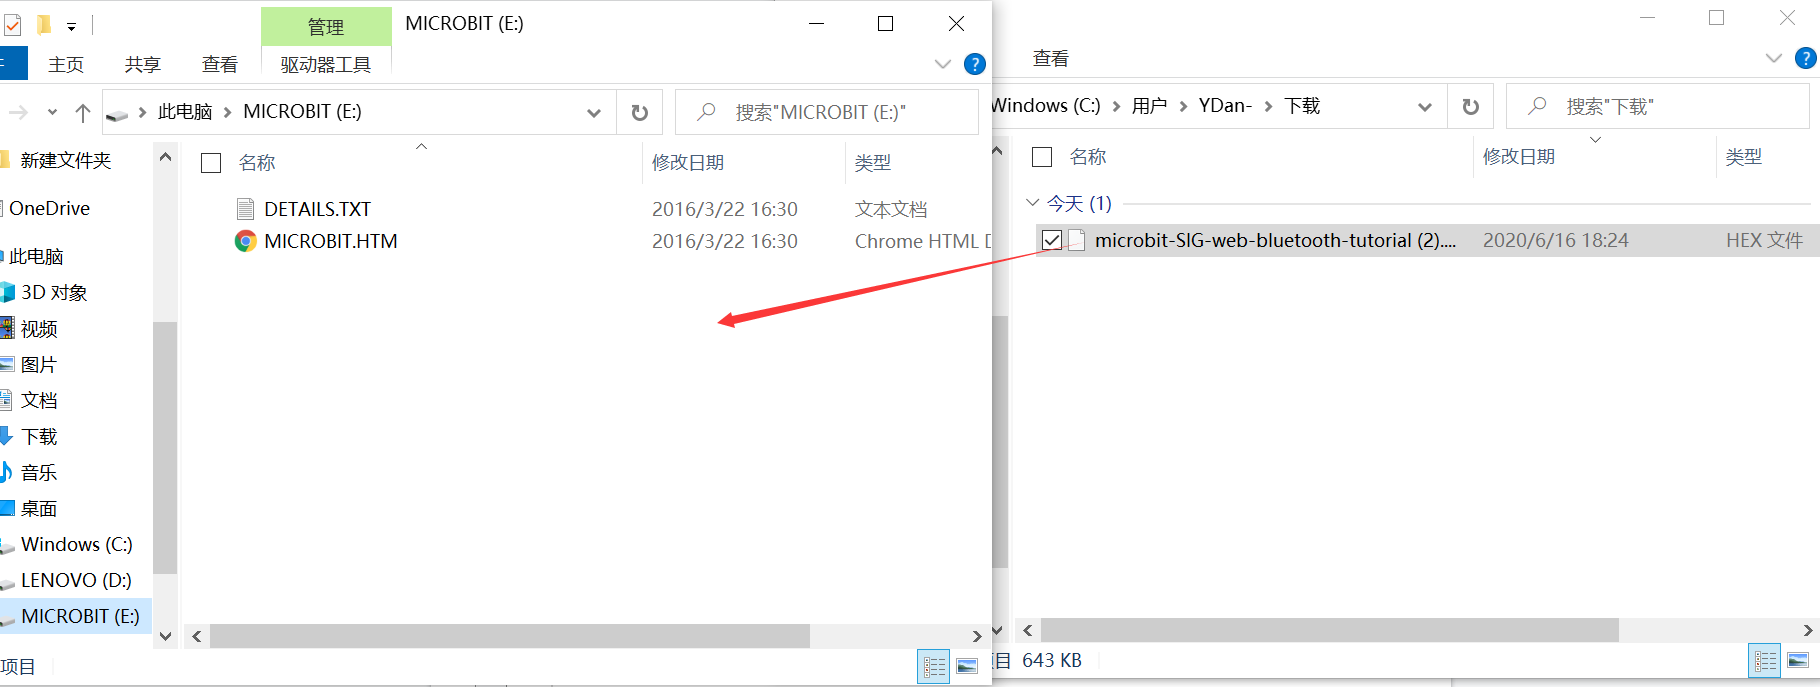 管理
MICROBIT (E:)
主页
共享
查看
驱动器工具
此电脑
MICROBIT (E:)
搜索"MICROBIT (E:)"
名称
修改日期
类型
新建文件夹
OneDrive
此电脑
3D 对象
视频
图片
文档
下载
音乐
桌面
Windows (C:)
LENOVO (D:)
MICROBIT (E:)
DETAILS.TXT
2016/3/22 16:30
文本文档
MICROBIT.HTM
2016/3/22 16:30
Chrome HTML D
项目
查看
Windows (C:)
用户
YDan-
下载
搜索"下载"
名称
修改日期
类型
今天 (1)
microbit-SIG-web-bluetooth-tutorial (2)....
2020/6/16 18:24
HEX 文件
目 643 KB